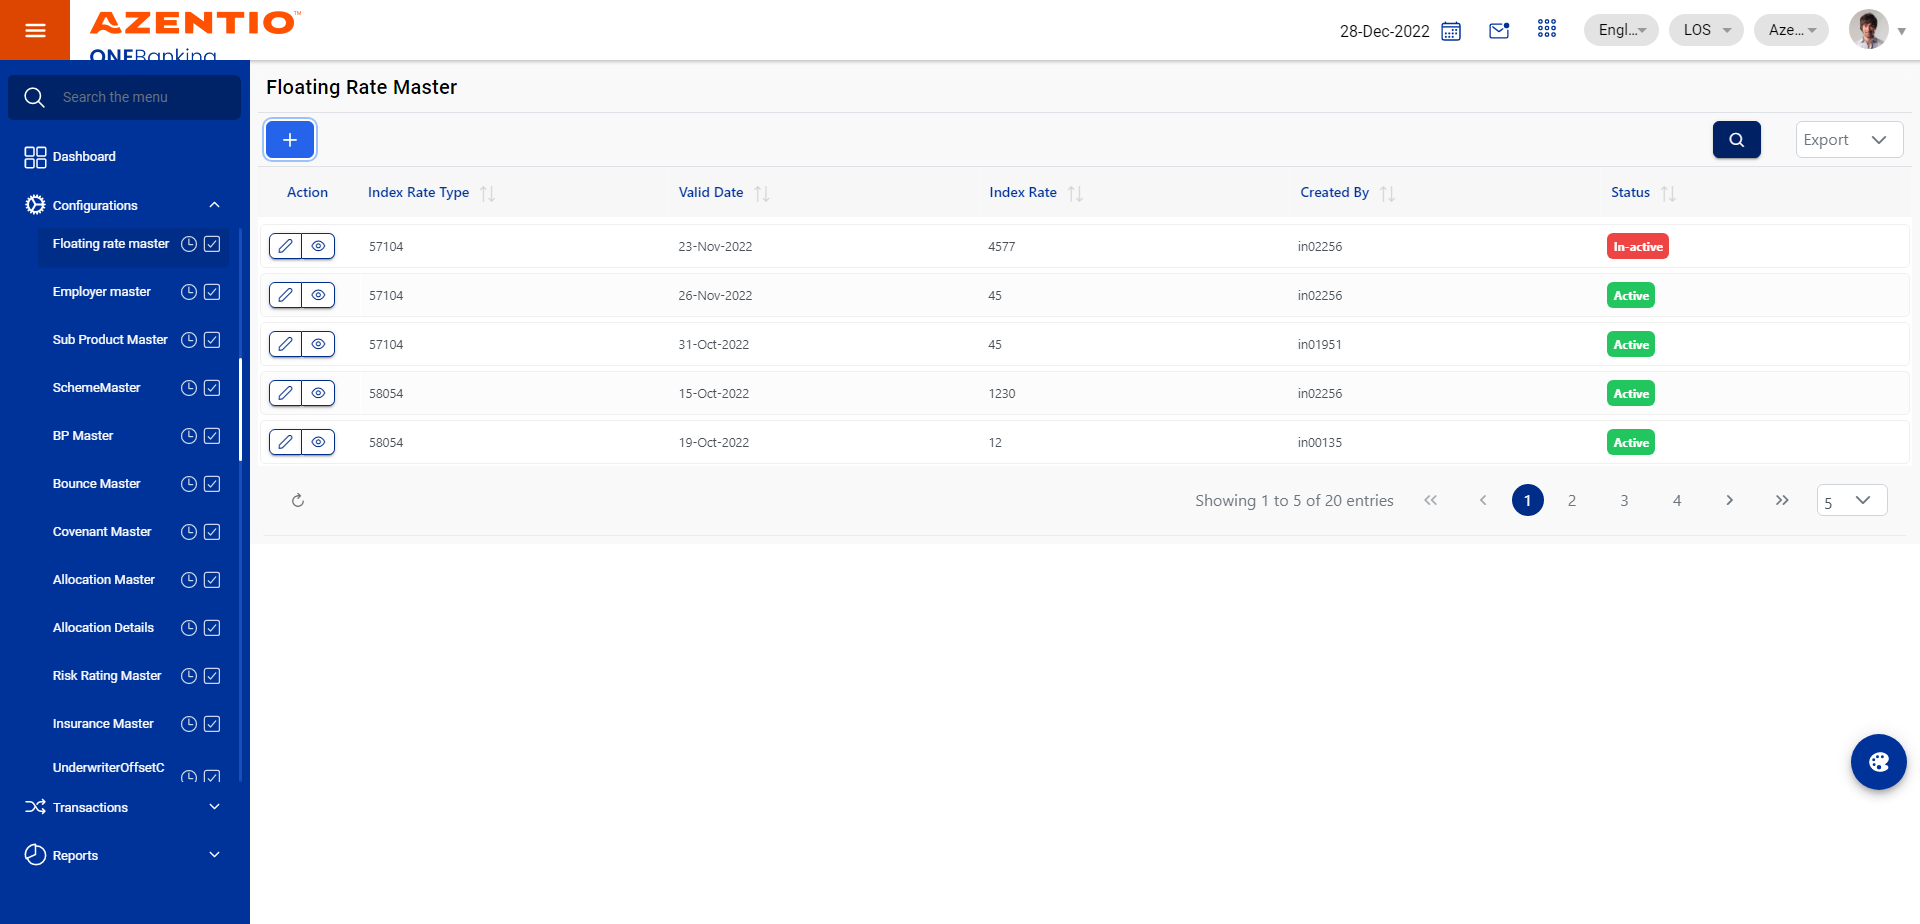 AZENTIO™
ONEBanking
28-Dec-2022
Engl...
LOS
Aze...
Search the menu
Dashboard
Configurations
Floating rate master
Employer master
Sub Product Master
SchemeMaster
BP Master
Bounce Master
Covenant Master
Allocation Master
Allocation Details
Risk Rating Master
Insurance Master
UnderwriterOffsetC
Transactions
Reports
Floating Rate Master
+
Export
Action Index Rate Type Valid Date Index Rate Created By Status
57104 23-Nov-2022 4577 in02256 In-active
57104 26-Nov-2022 45 in02256 Active
57104 31-Oct-2022 45 in01951 Active
58054 15-Oct-2022 1230 in02256 Active
58054 19-Oct-2022 12 in00135 Active
Showing 1 to 5 of 20 entries « ‹ 1 2 3 4 › » 5